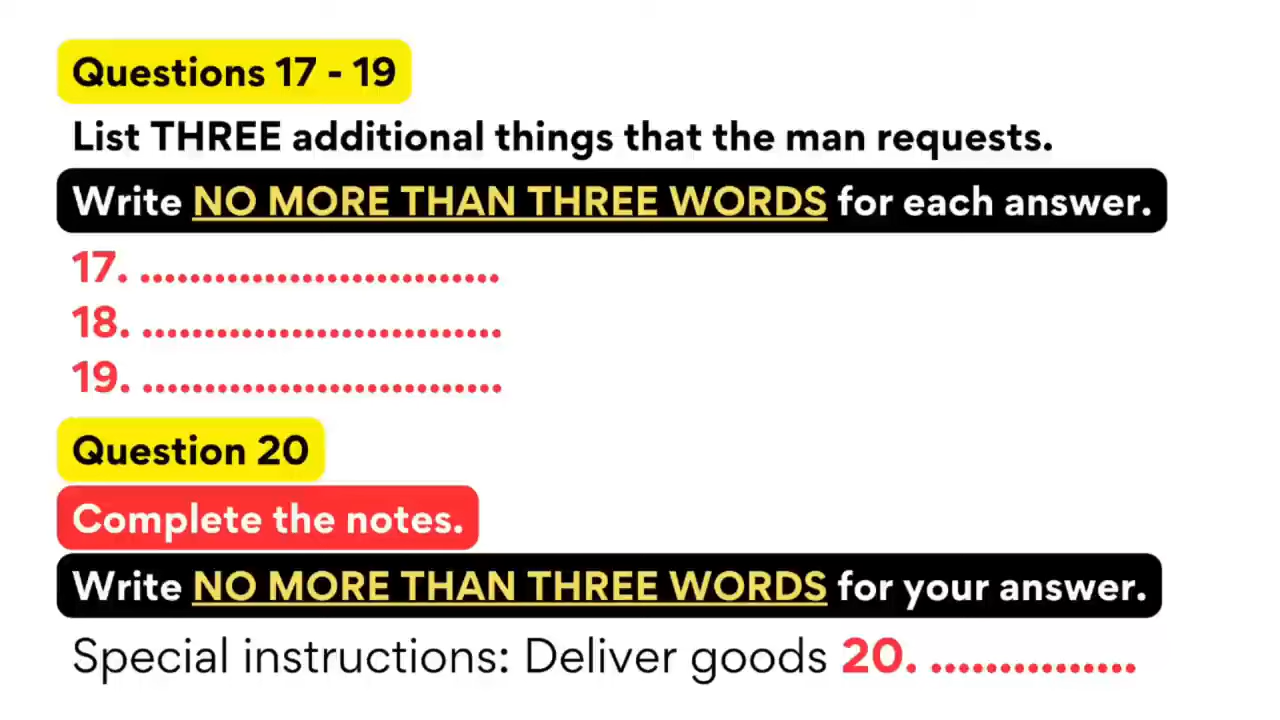 Questions 17 - 19
List THREE additional things that the man requests.
Write NO MORE THAN THREE WORDS for each answer.
17. .............................
18. .............................
19. .............................
Question 20
Complete the notes.
Write NO MORE THAN THREE WORDS for your answer.
Special instructions: Deliver goods 20. ...............